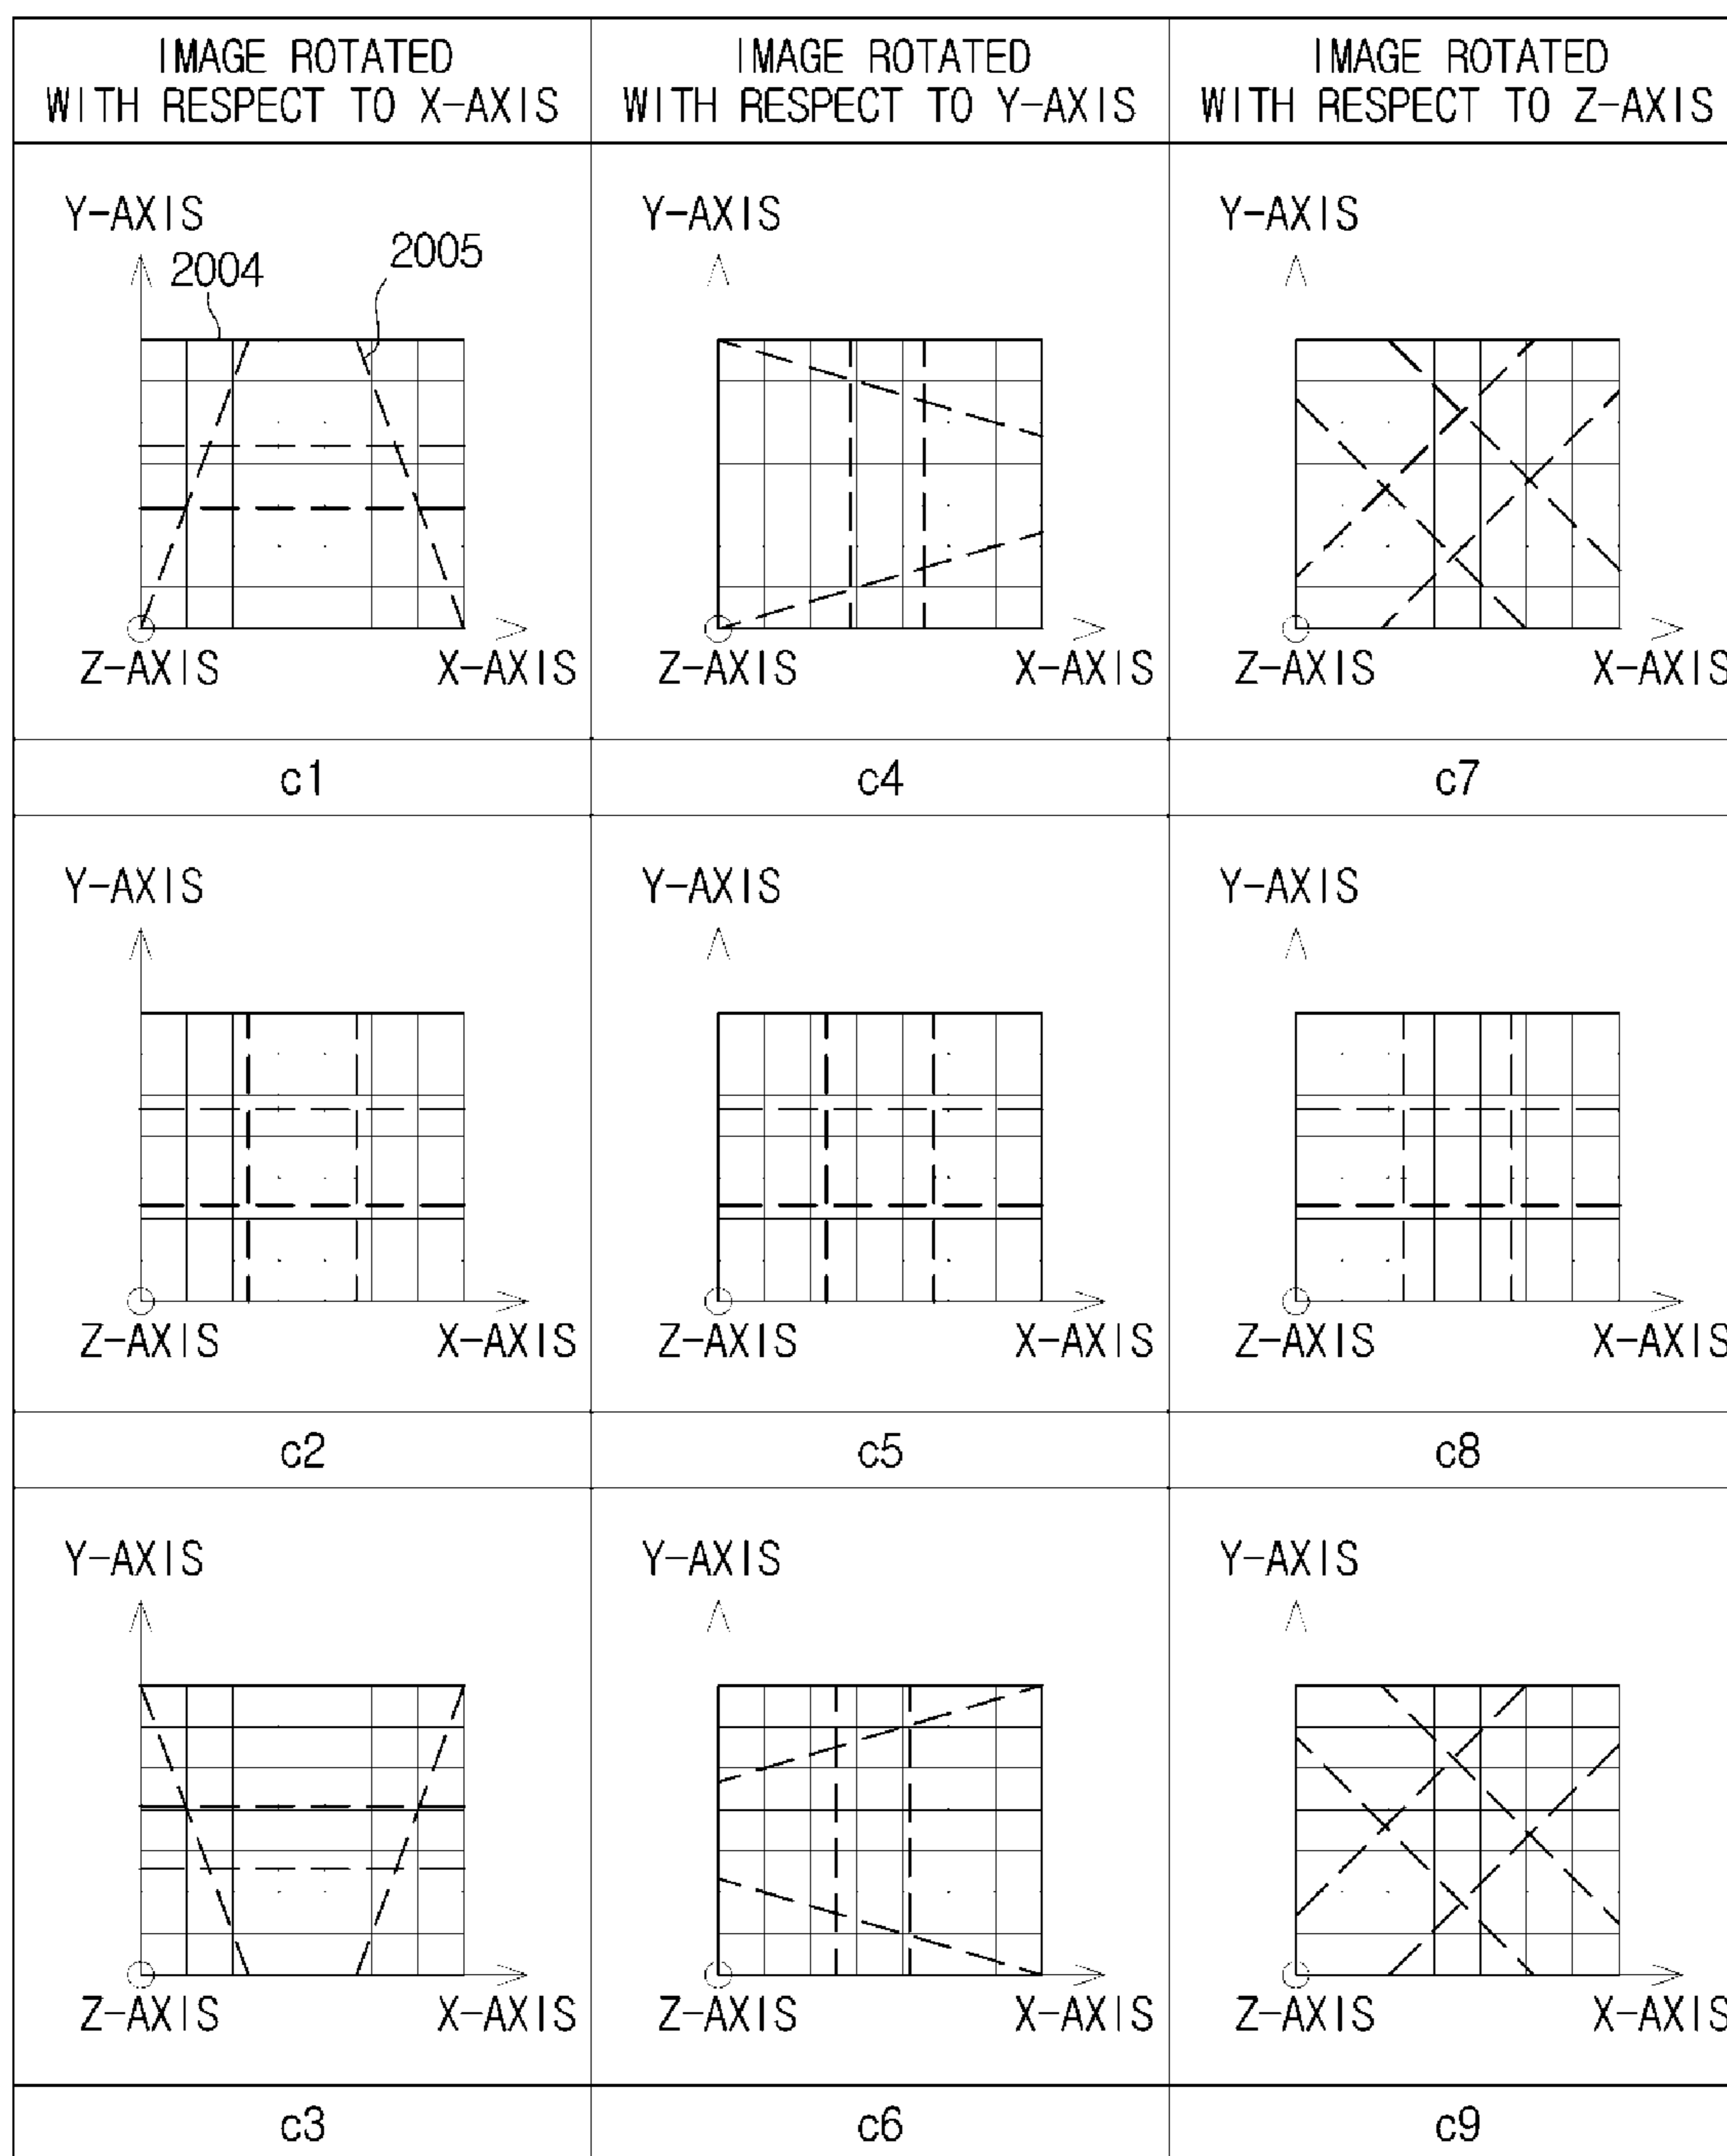 IMAGE ROTATED
WITH RESPECT TO X-AXIS
IMAGE ROTATED
WITH RESPECT TO Y-AXIS
IMAGE ROTATED
WITH RESPECT TO Z-AXIS
Y-AXIS
2004
2005
Z-AXIS
X-AXIS
Y-AXIS
Z-AXIS
X-AXIS
Y-AXIS
Z-AXIS
X-AXIS
c1
c4
c7
Y-AXIS
Z-AXIS
X-AXIS
Y-AXIS
Z-AXIS
X-AXIS
Y-AXIS
Z-AXIS
X-AXIS
c2
c5
c8
Y-AXIS
Z-AXIS
X-AXIS
Y-AXIS
Z-AXIS
X-AXIS
Y-AXIS
Z-AXIS
X-AXIS
c3
c6
c9